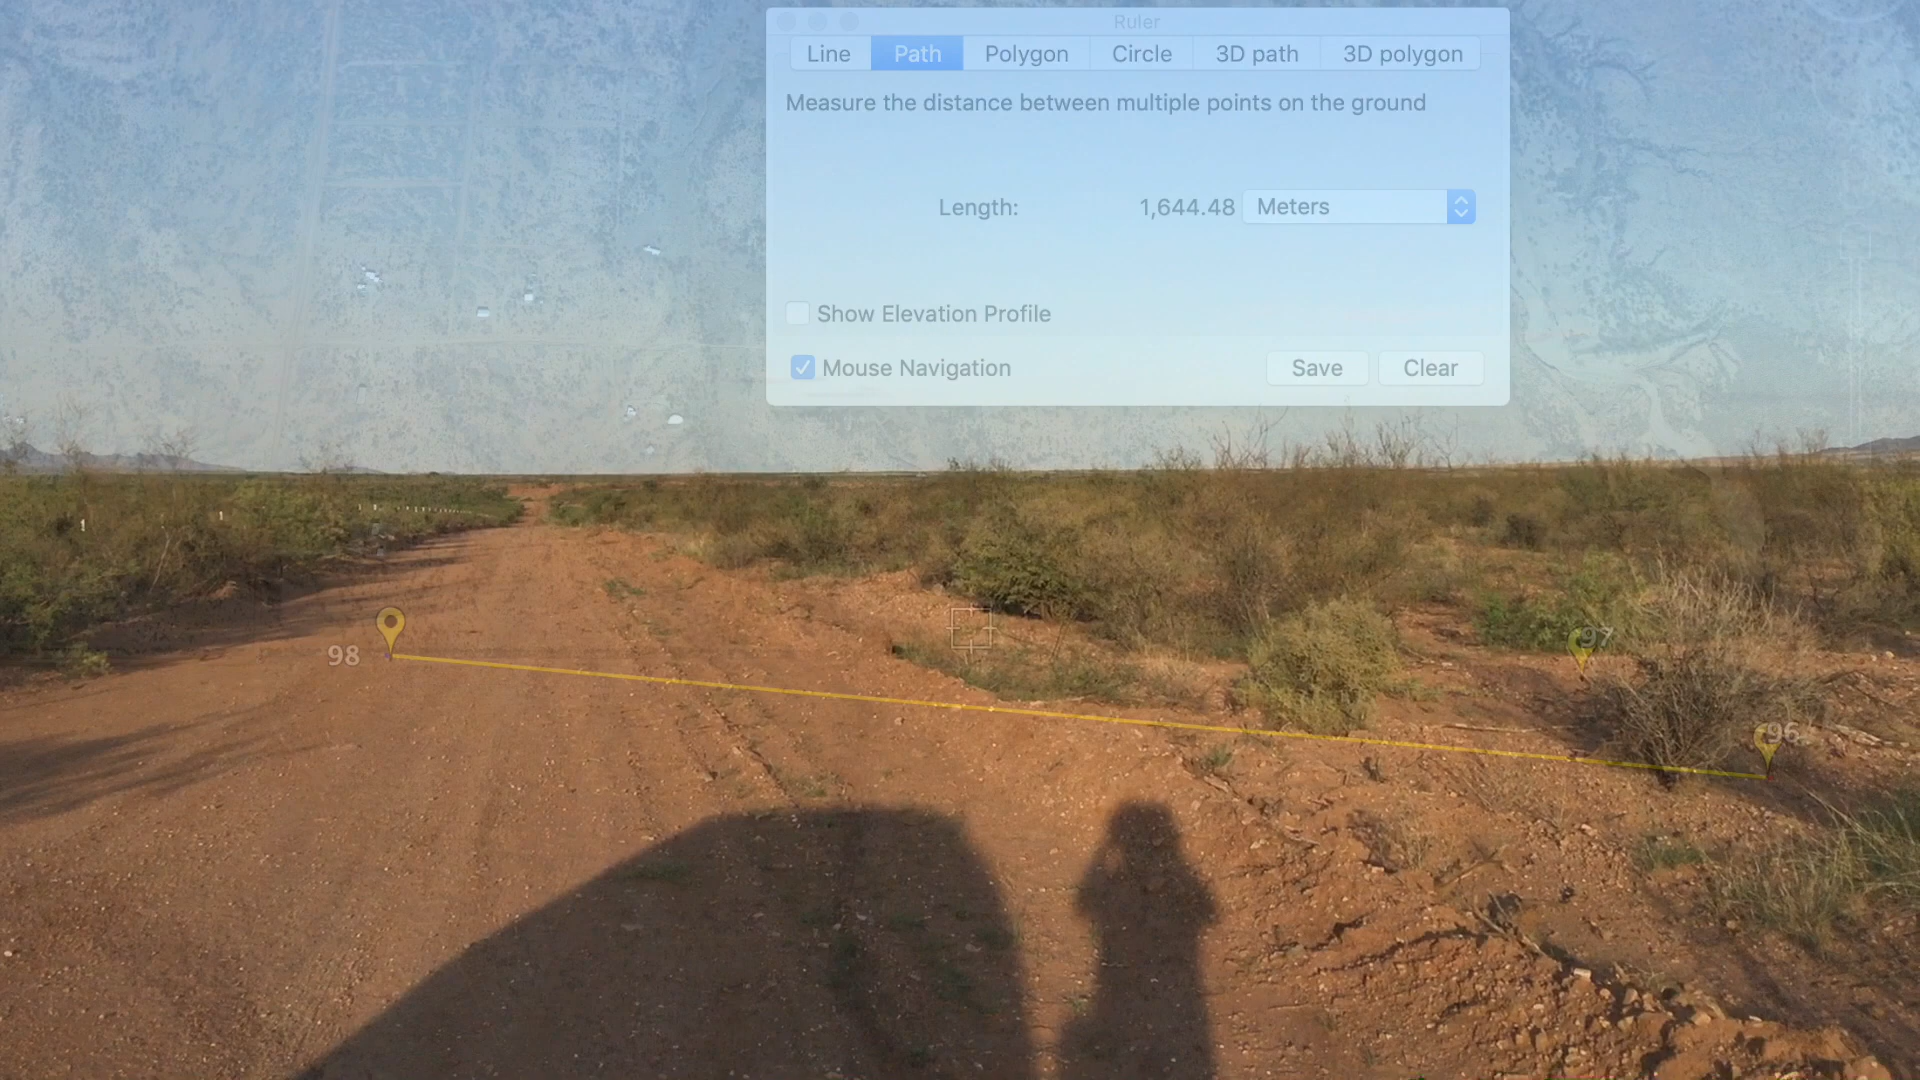 Ruler
Line Path Polygon Circle 3D path 3D polygon
Measure the distance between multiple points on the ground
Length: 1,644.48 Meters
Show Elevation Profile
Mouse Navigation Save Clear
97
98
96